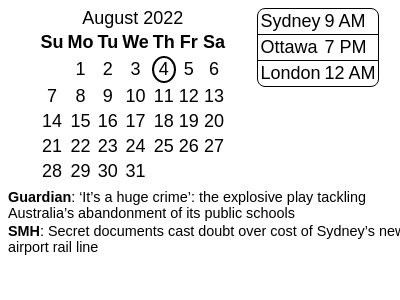 August 2022
Su Mo Tu We Th Fr Sa
1 2 3 4 5 6
7 8 9 10 11 12 13
14 15 16 17 18 19 20
21 22 23 24 25 26 27
28 29 30 31
Sydney 9 AM
Ottawa 7 PM
London 12 AM
Guardian: ‘It's a huge crime’: the explosive play tackling
Australia’s abandonment of its public schools
SMH: Secret documents cast doubt over cost of Sydney’s new
airport rail line